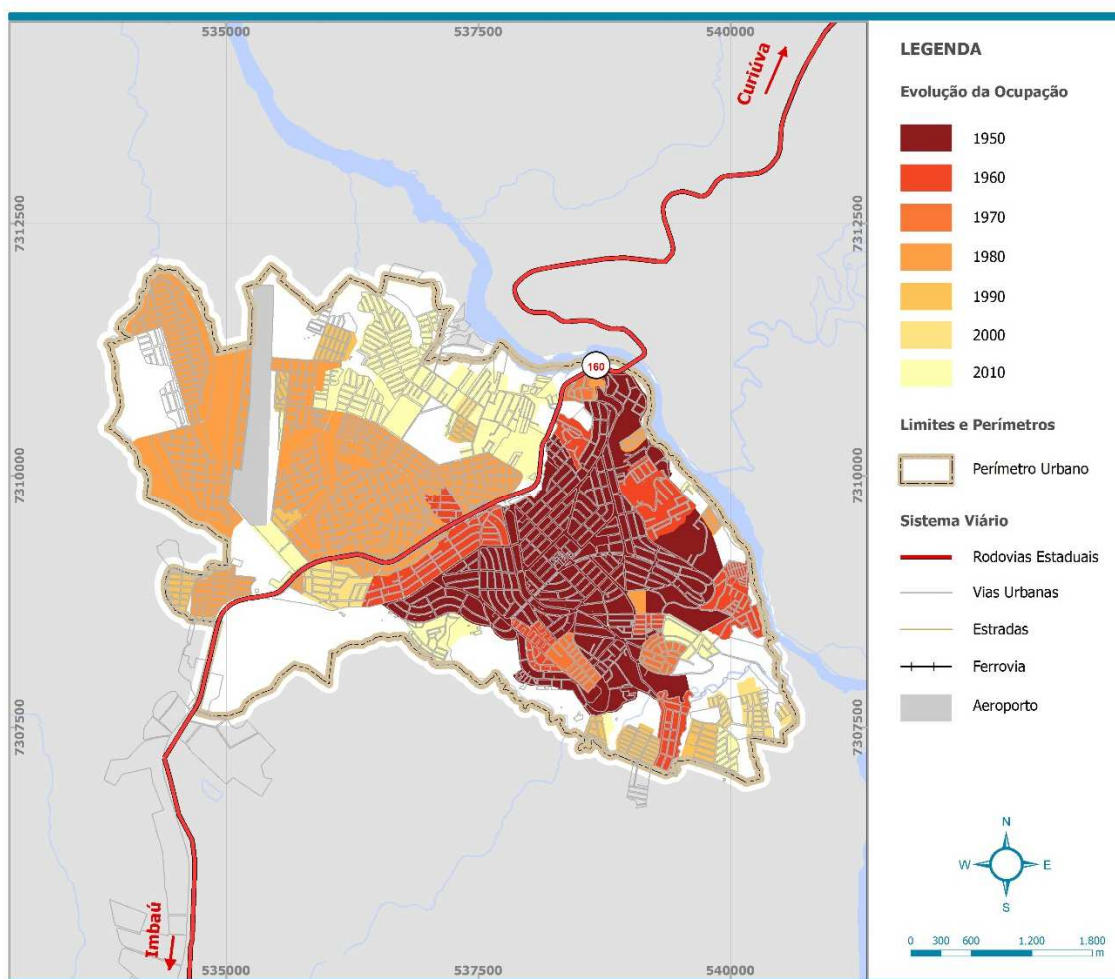 535000
537500
540000
Curiúva
7312500
7312500
160
7310000
7310000
7307500
7307500
Imbaú
535000
537500
540000
LEGENDA
Evolução da Ocupação
1950
1960
1970
1980
1990
2000
2010
Limites e Perímetros
Perímetro Urbano
Sistema Viário
Rodovias Estaduais
Vias Urbanas
Estradas
Ferrovia
Aeroporto
N
W E
S
0 300 600 1.200 1.800
m